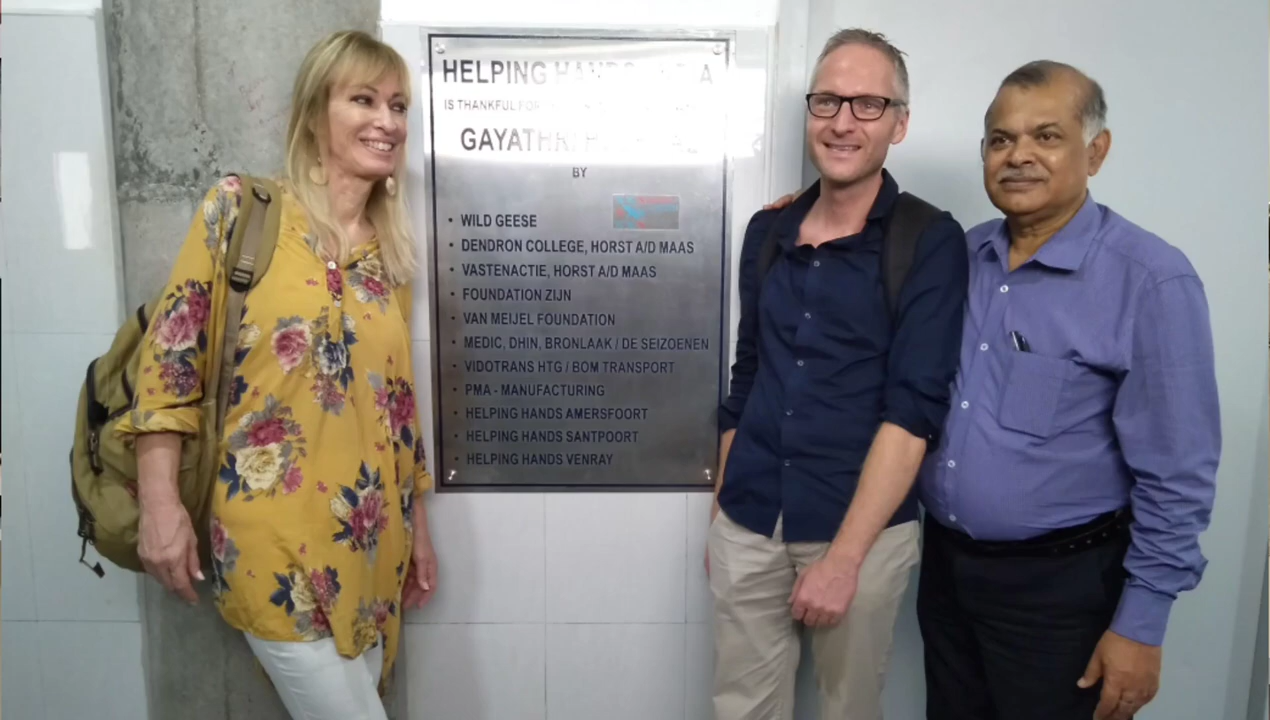 HELPING HANDS
IS THANKFUL FOR
GAYATHRI
BY
• WILD GEESE
• DENDRON COLLEGE, HORST A/D MAAS
• VASTENACTIE, HORST A/D MAAS
• FOUNDATION ZIJN
• VAN MEIJEL FOUNDATION
• MEDIC, DHIN, BRONLAAK / DE SEIZOENEN
• VIDOTRANS HTG / BOM TRANSPORT
• PMA - MANUFACTURING
• HELPING HANDS AMERSFOORT
• HELPING HANDS SANTPOORT
• HELPING HANDS VENRAY